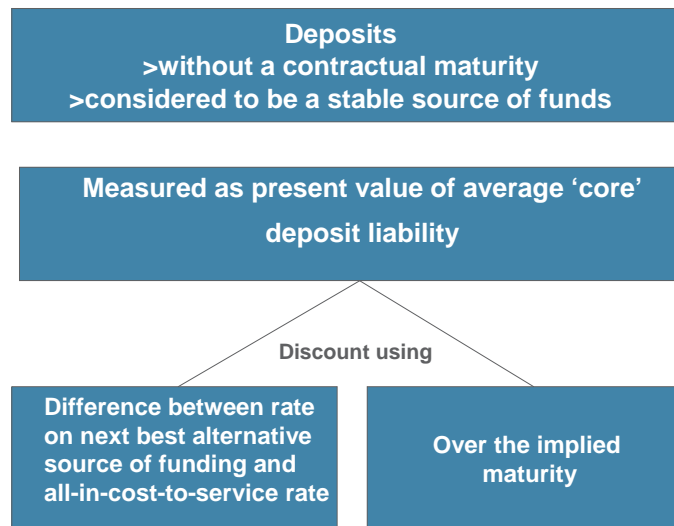 Deposits
>without a contractual maturity
>considered to be a stable source of funds
Measured as present value of average ‘core’
deposit liability
Discount using
Difference between rate
on next best alternative
source of funding and
all-in-cost-to-service rate
Over the implied
maturity